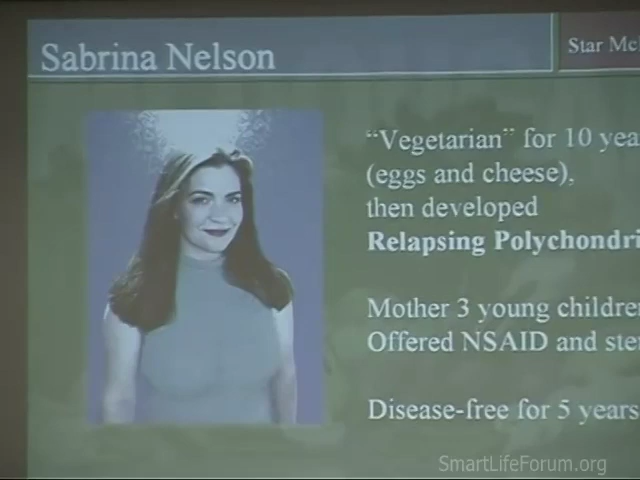 Sabrina Nelson
Star Mc
"Vegetarian" for 10 yea
(eggs and cheese),
then developed
Relapsing Polychondri
Mother 3 young childre
Offered NSAID and ste
Disease-free for 5 years
SmartLifeForum.org